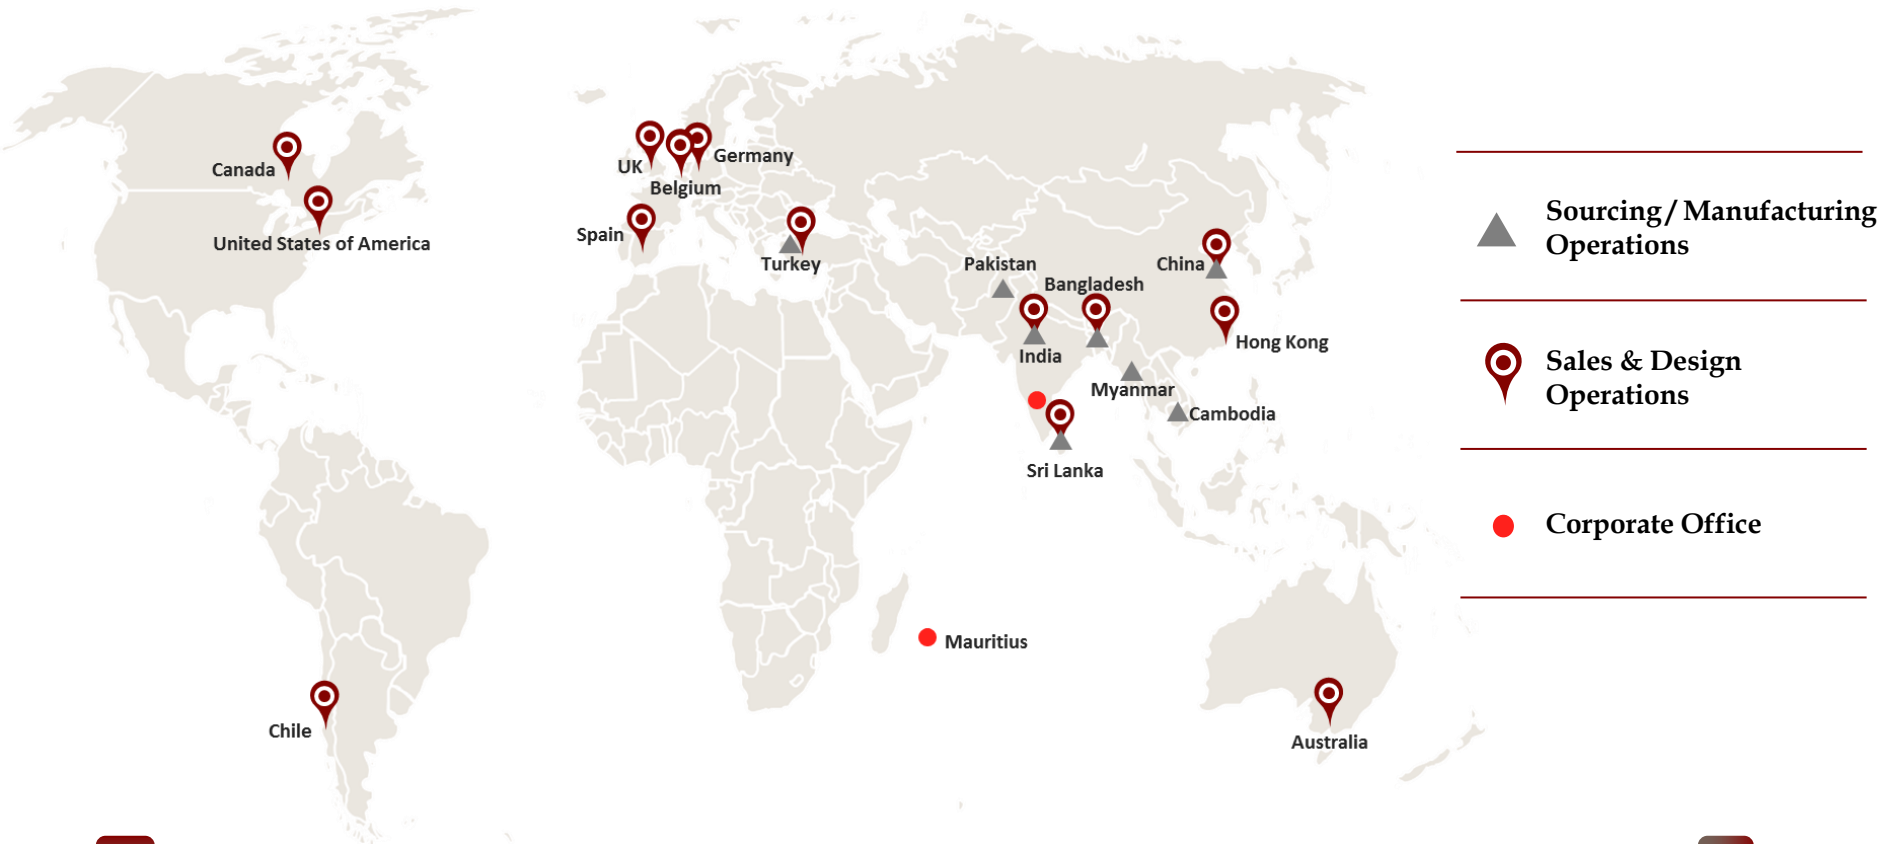 Canada
United States of America
Chile
UK
Germany
Belgium
Spain
Turkey
Pakistan
Bangladesh
China
Hong Kong
India
Myanmar
Cambodia
Sri Lanka
Mauritius
Australia
Sourcing / Manufacturing
Operations
Sales & Design
Operations
Corporate Office